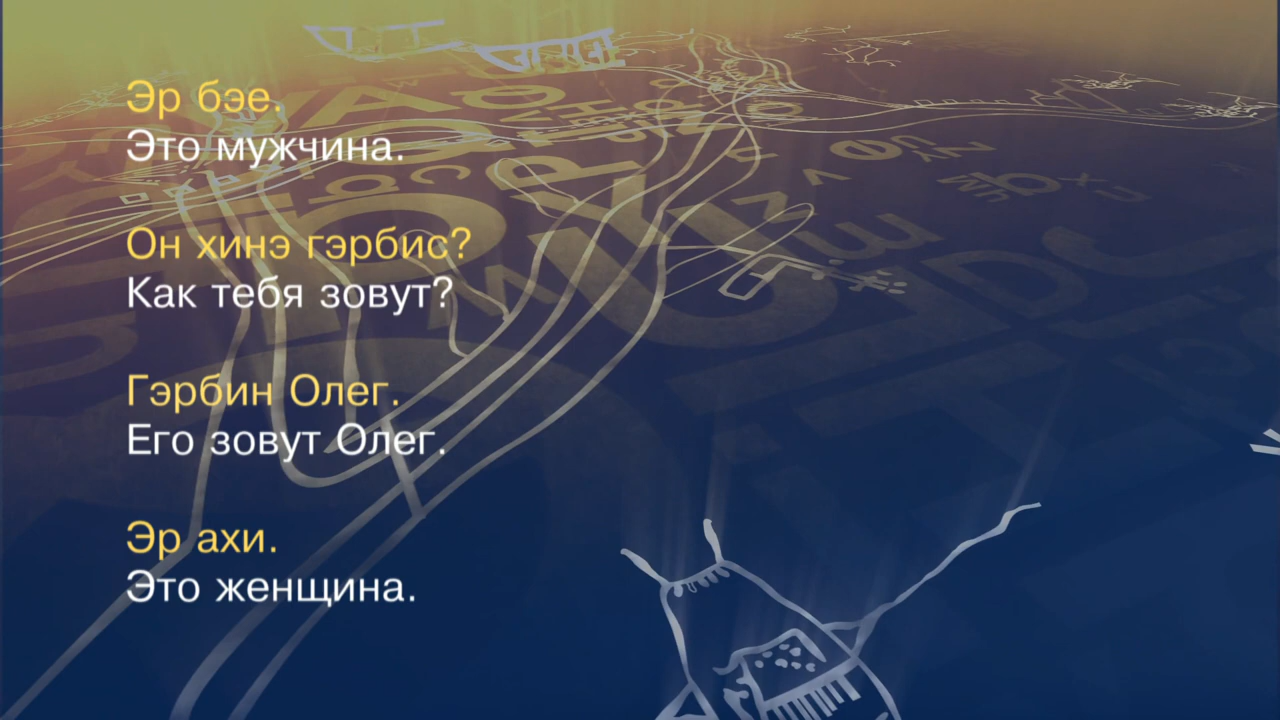 Эр бэе.
Это мужчина.
Он хинэ гэрбис?
Как тебя зовут?
Гэрбин Олег.
Его зовут Олег.
Эр ахи.
Это женщина.